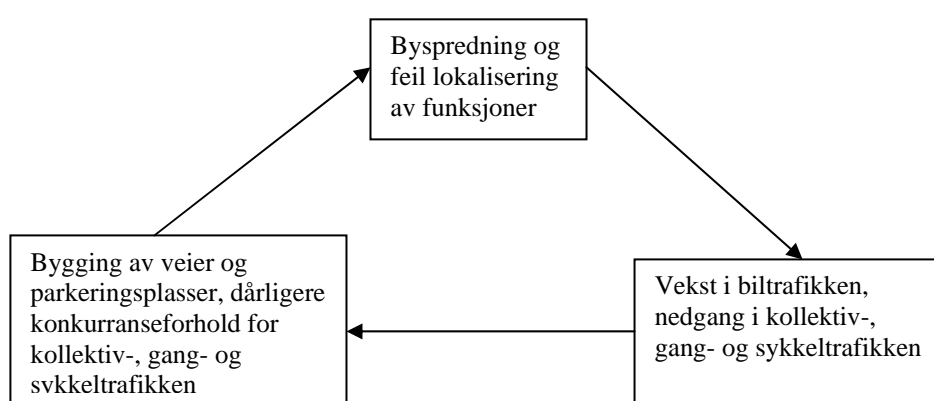 Byspredning og
feil lokalisering
av funksjoner
Bygging av veier og
parkeringsplasser, dårligere
konkurranseforhold for
kollektiv-, gang- og
sykkeltrafikken
Vekst i biltrafikken,
nedgang i kollektiv-,
gang- og sykkeltrafikken